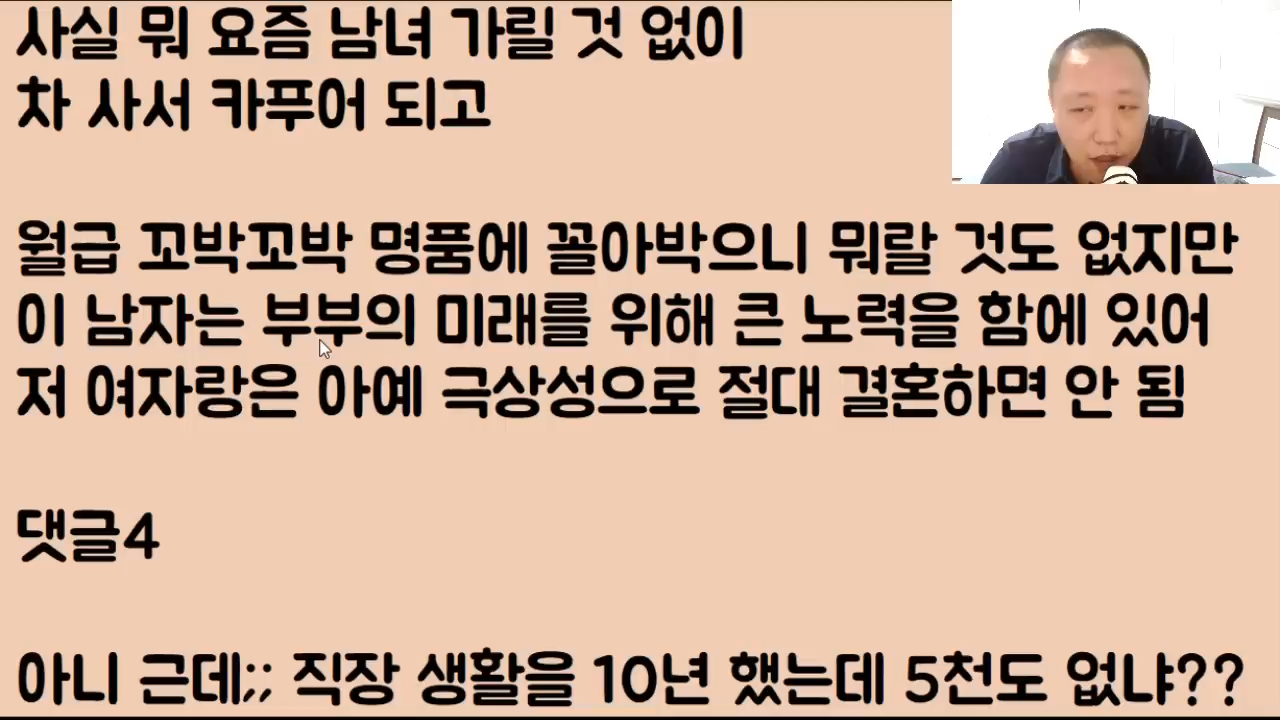 사실 뭐 요즘 남녀 가릴 것 없이
차 사서 카푸어 되고
월급 꼬박꼬박 명품에 꼴아박으니 뭐랄 것도 없지만
이 남자는 부부의 미래를 위해 큰 노력을 함에 있어
저 여자랑은 아예 극상성으로 절대 결혼하면 안 됨
댓글4
아니 근데;; 직장 생활을 10년 했는데 5천도 없냐??